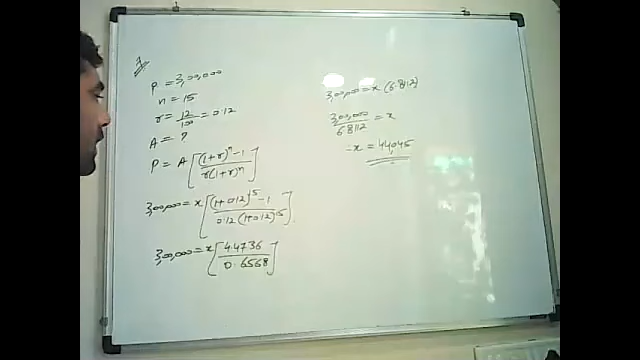 7
P = 3,00,000
n = 15
r = 12/100 = 0.12
A = ?
P = A [ (1+r)^n - 1 / r(1+r)^n ]
3,00,000 = x [ (1+0.12)^15 - 1 / 0.12 (1+0.12)^15 ]
3,00,000 = x [ 4.4736 / 0.6568 ]
3,00,000 = x (6.8112)
3,00,000 / 6.8112 = x
x = 44,045